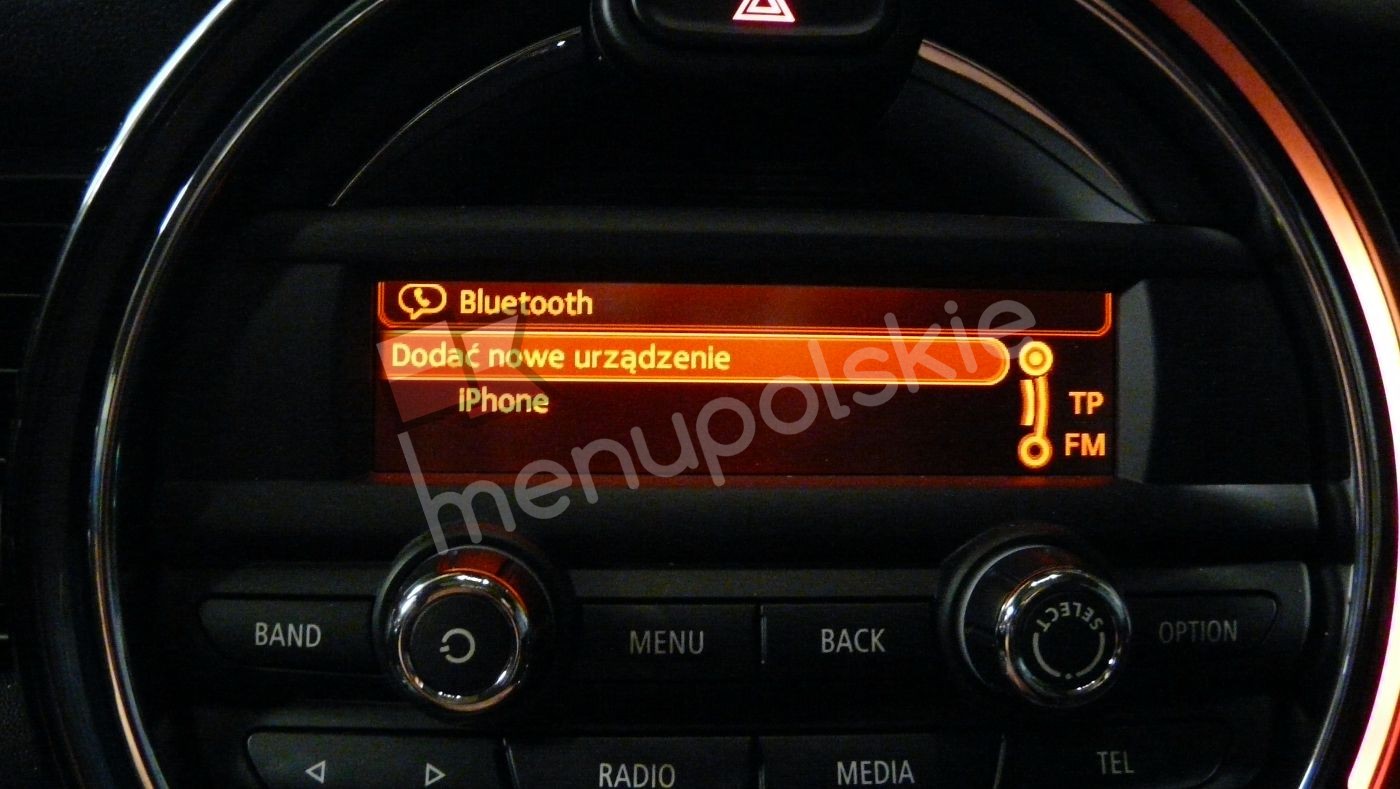 Bluetooth
Dodać nowe urządzenie
iPhone
TP
FM
menupolskie
BAND
MENU
BACK
SELECT
OPTION
RADIO
MEDIA
TEL